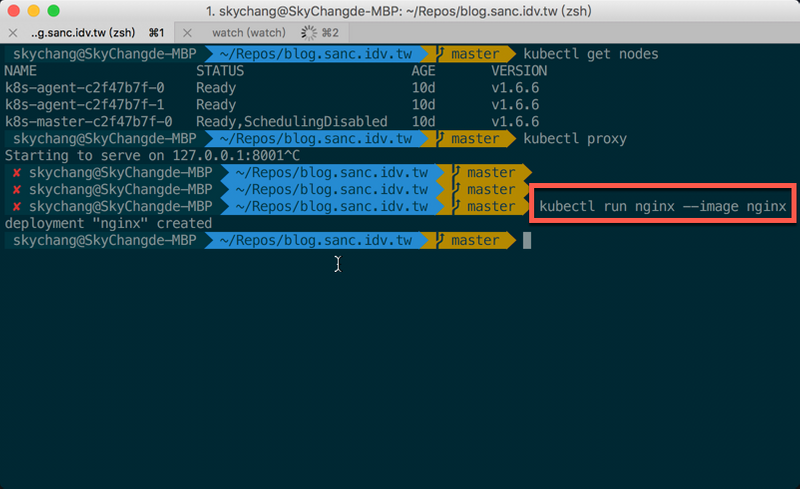 1. skychang@SkyChangde-MBP: ~/Repos/blog.sanc.idv.tw (zsh)
..g.sanc.idv.tw (zsh) ⌘1 watch (watch) ⌘2
skychang@SkyChangde-MBP ~/Repos/blog.sanc.idv.tw master kubectl get nodes
NAME STATUS AGE VERSION
k8s-agent-c2f47b7f-0 Ready 10d v1.6.6
k8s-agent-c2f47b7f-1 Ready 10d v1.6.6
k8s-master-c2f47b7f-0 Ready,SchedulingDisabled 10d v1.6.6
skychang@SkyChangde-MBP ~/Repos/blog.sanc.idv.tw master kubectl proxy
Starting to serve on 127.0.0.1:8001^C
✘ skychang@SkyChangde-MBP ~/Repos/blog.sanc.idv.tw master
✘ skychang@SkyChangde-MBP ~/Repos/blog.sanc.idv.tw master
✘ skychang@SkyChangde-MBP ~/Repos/blog.sanc.idv.tw master kubectl run nginx --image nginx
deployment "nginx" created
skychang@SkyChangde-MBP ~/Repos/blog.sanc.idv.tw master